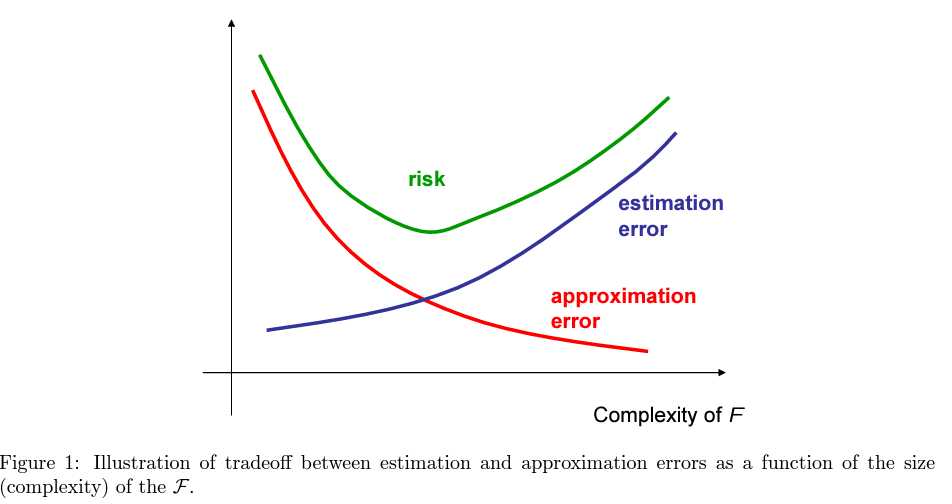 risk
estimation
error
approximation
error
Complexity of F
Figure 1: Illustration of tradeoff between estimation and approximation errors as a function of the size
(complexity) of the ℱ.